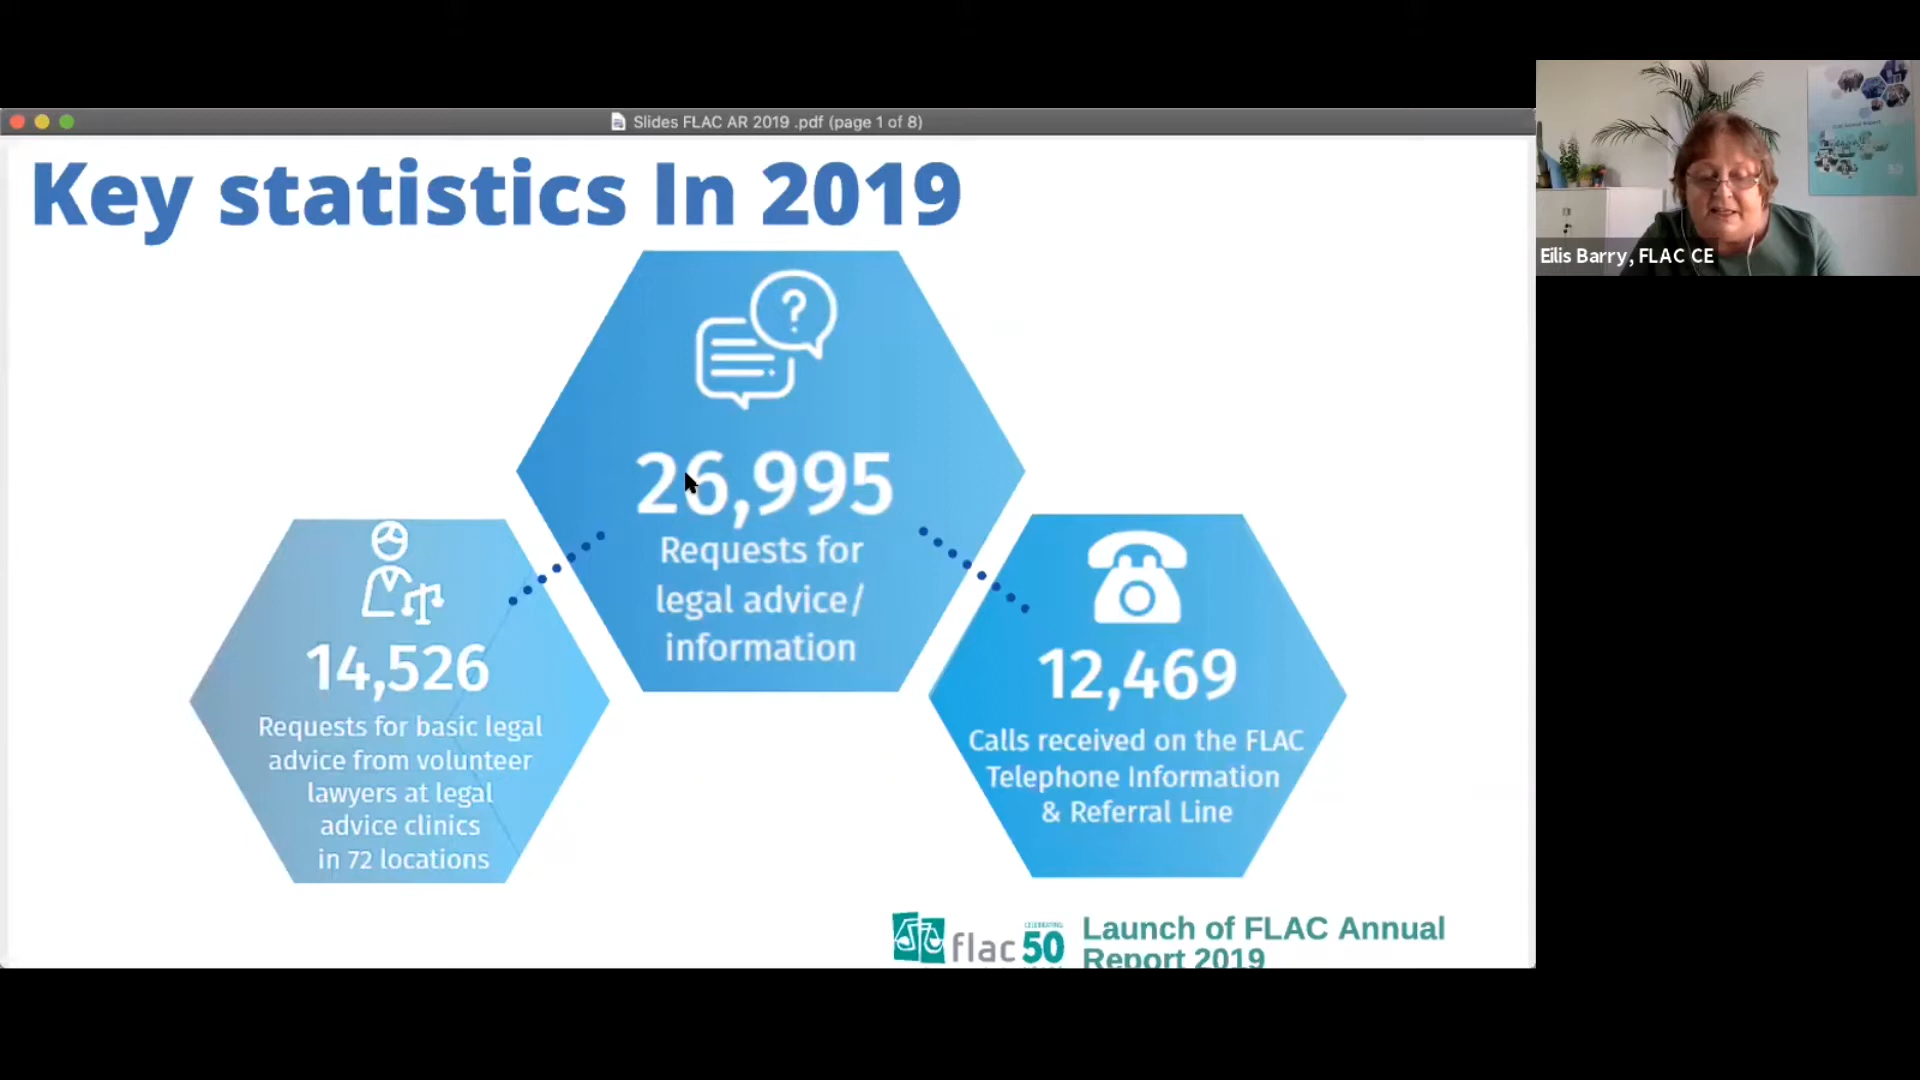 Slides FLAC AR 2019 .pdf (page 1 of 8)
Key statistics In 2019
?
26,995
Requests for
legal advice/
information
14,526
Requests for basic legal
advice from volunteer
lawyers at legal
advice clinics
in 72 locations
12,469
Calls received on the FLAC
Telephone Information
& Referral Line
flac
CELEBRATING
50
Launch of FLAC Annual
Report 2019
Eilis Barry, FLAC CE